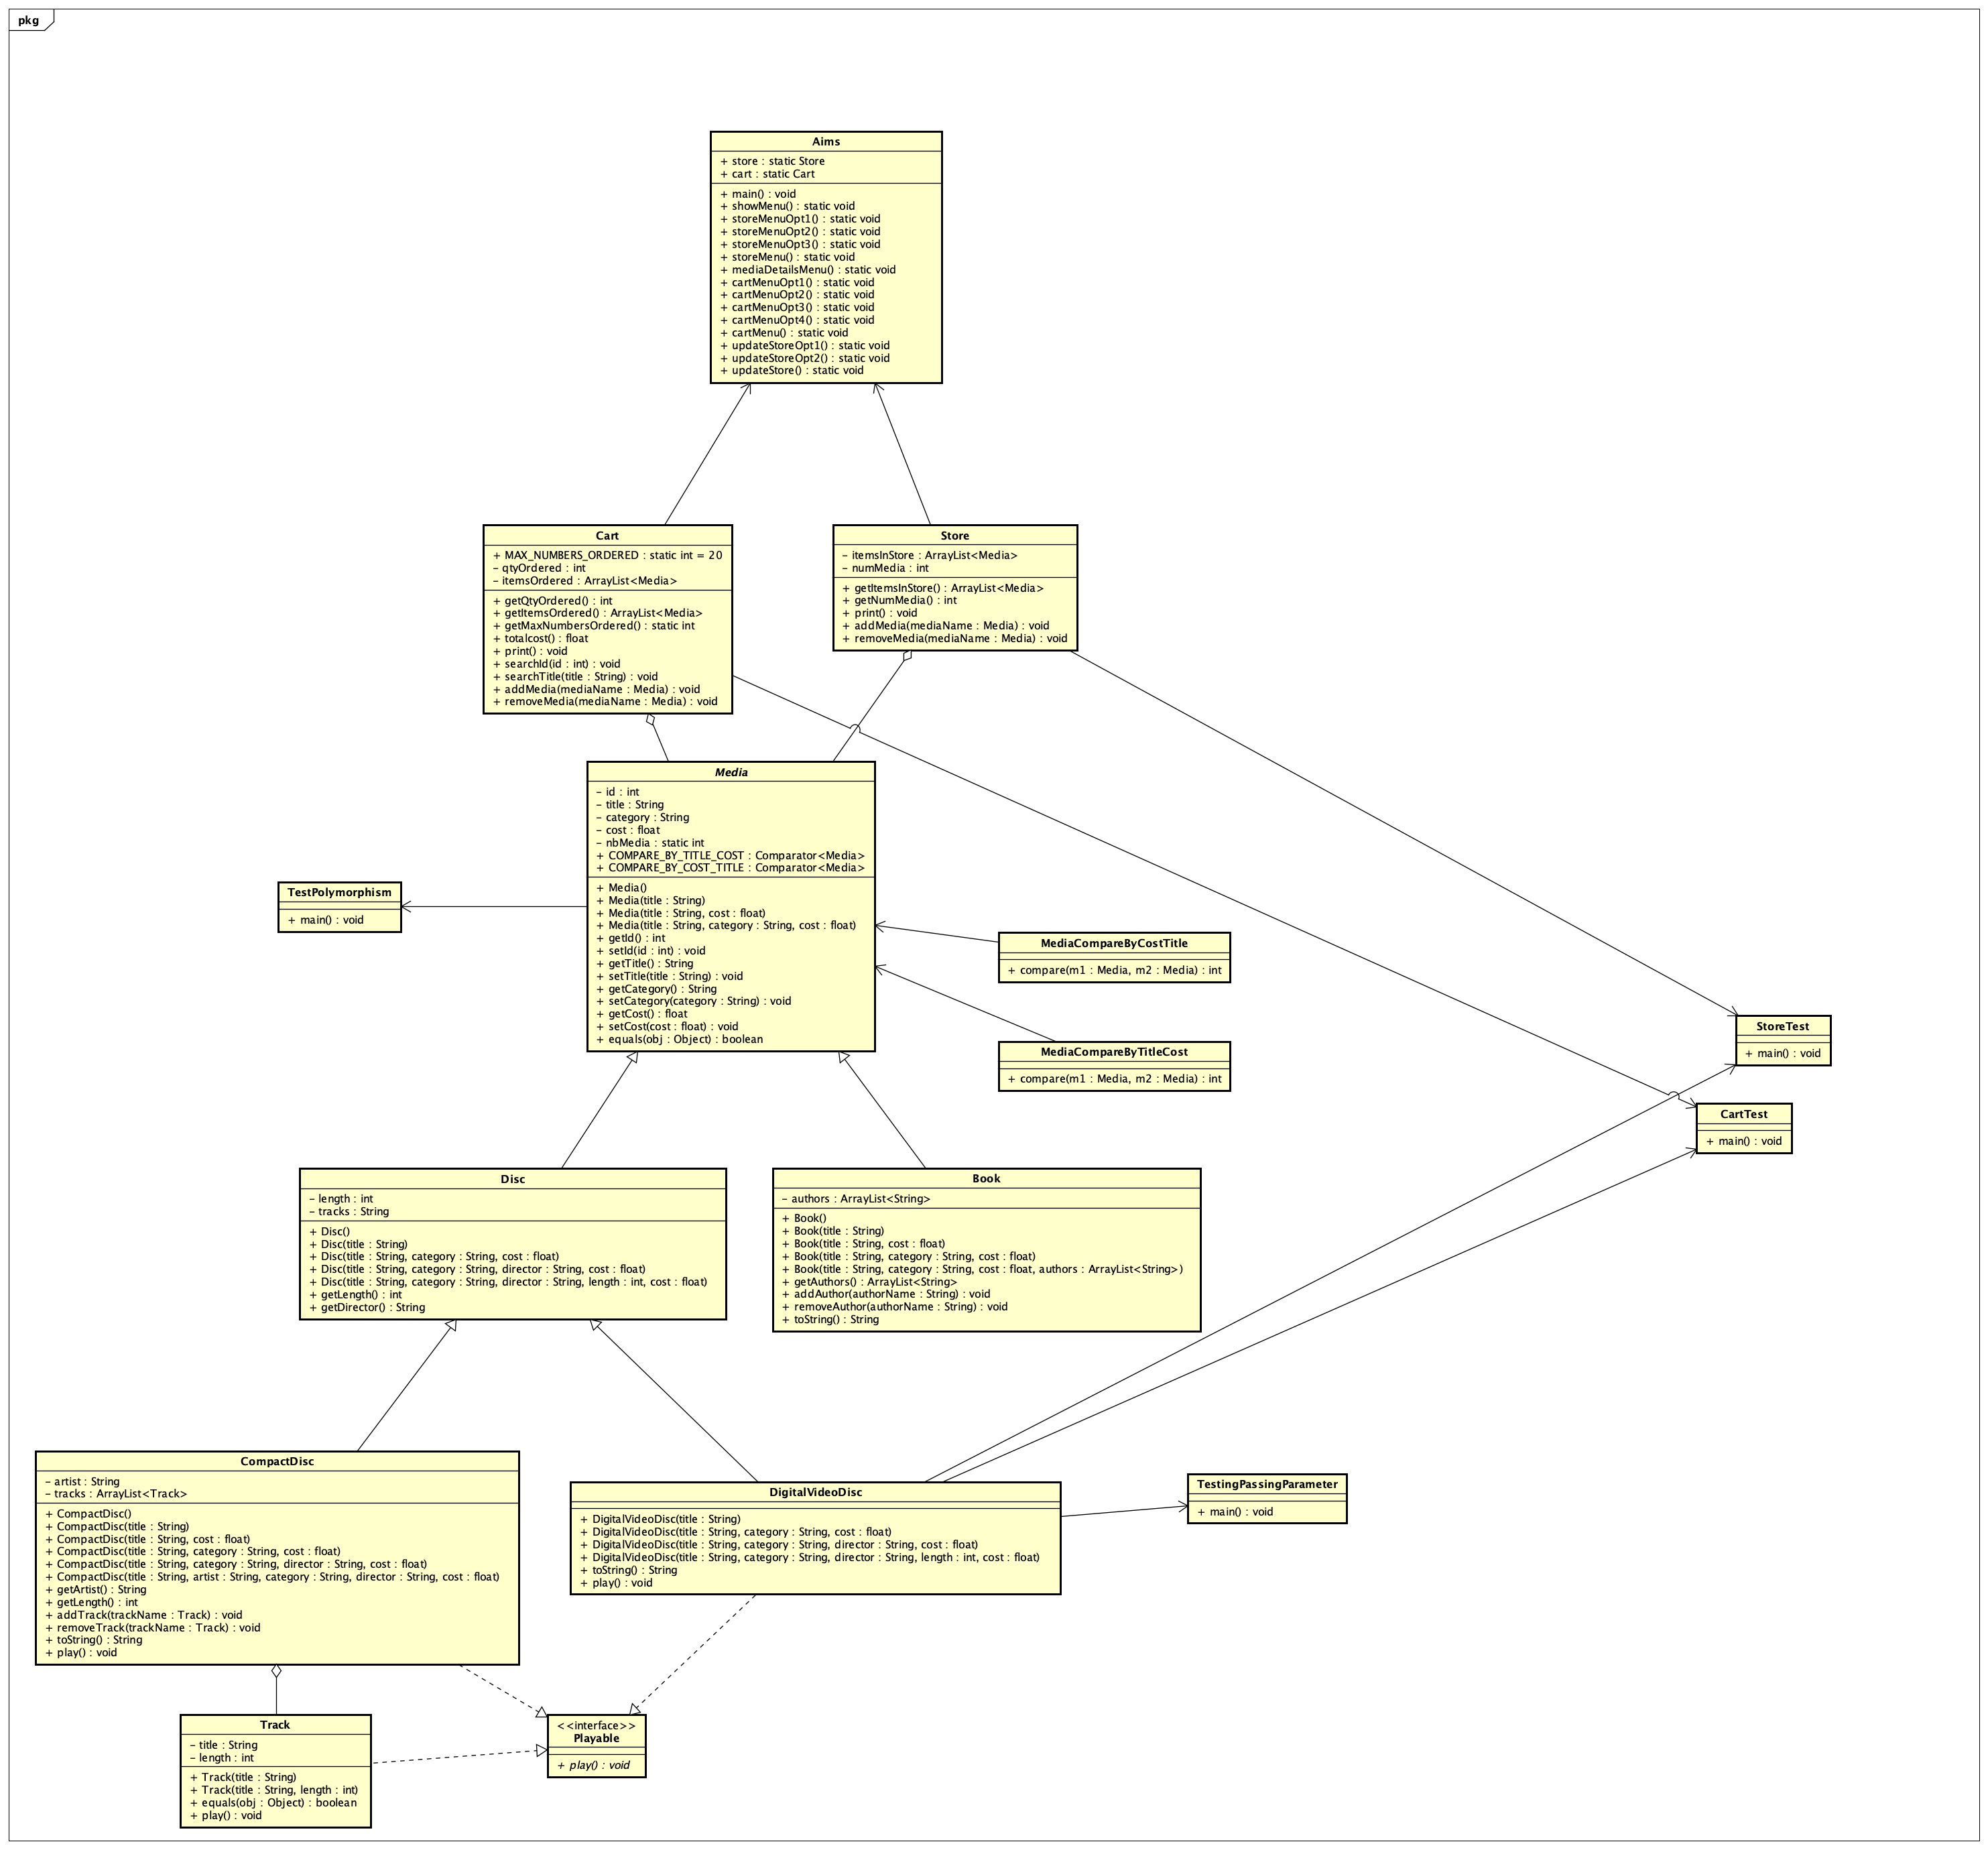 pkg
Aims
+ store : static Store
+ cart : static Cart
+ main() : void
+ showMenu() : static void
+ storeMenuOpt1() : static void
+ storeMenuOpt2() : static void
+ storeMenuOpt3() : static void
+ storeMenu() : static void
+ mediaDetailsMenu() : static void
+ cartMenuOpt1() : static void
+ cartMenuOpt2() : static void
+ cartMenuOpt3() : static void
+ cartMenuOpt4() : static void
+ cartMenu() : static void
+ updateStoreOpt1() : static void
+ updateStoreOpt2() : static void
+ updateStore() : static void
Cart
+ MAX_NUMBERS_ORDERED : static int = 20
- qtyOrdered : int
- itemsOrdered : ArrayList<Media>
+ getQtyOrdered() : int
+ getItemsOrdered() : ArrayList<Media>
+ getMaxNumbersOrdered() : static int
+ totalcost() : float
+ print() : void
+ searchId(id : int) : void
+ searchTitle(title : String) : void
+ addMedia(mediaName : Media) : void
+ removeMedia(mediaName : Media) : void
Store
- itemsInStore : ArrayList<Media>
- numMedia : int
+ getItemsInStore() : ArrayList<Media>
+ getNumMedia() : int
+ print() : void
+ addMedia(mediaName : Media) : void
+ removeMedia(mediaName : Media) : void
Media
- id : int
- title : String
- category : String
- cost : float
- nbMedia : static int
+ COMPARE_BY_TITLE_COST : Comparator<Media>
+ COMPARE_BY_COST_TITLE : Comparator<Media>
+ Media()
+ Media(title : String)
+ Media(title : String, cost : float)
+ Media(title : String, category : String, cost : float)
+ getId() : int
+ setId(id : int) : void
+ getTitle() : String
+ setTitle(title : String) : void
+ getCategory() : String
+ setCategory(category : String) : void
+ getCost() : float
+ setCost(cost : float) : void
+ equals(obj : Object) : boolean
TestPolymorphism
+ main() : void
MediaCompareByCostTitle
+ compare(m1 : Media, m2 : Media) : int
MediaCompareByTitleCost
+ compare(m1 : Media, m2 : Media) : int
StoreTest
+ main() : void
CartTest
+ main() : void
Disc
- length : int
- tracks : String
+ Disc()
+ Disc(title : String)
+ Disc(title : String, category : String, cost : float)
+ Disc(title : String, category : String, director : String, cost : float)
+ Disc(title : String, category : String, director : String, length : int, cost : float)
+ getLength() : int
+ getDirector() : String
Book
- authors : ArrayList<String>
+ Book()
+ Book(title : String)
+ Book(title : String, cost : float)
+ Book(title : String, category : String, cost : float)
+ Book(title : String, category : String, cost : float, authors : ArrayList<String>)
+ getAuthors() : ArrayList<String>
+ addAuthor(authorName : String) : void
+ removeAuthor(authorName : String) : void
+ toString() : String
CompactDisc
- artist : String
- tracks : ArrayList<Track>
+ CompactDisc()
+ CompactDisc(title : String)
+ CompactDisc(title : String, cost : float)
+ CompactDisc(title : String, category : String, cost : float)
+ CompactDisc(title : String, category : String, director : String, cost : float)
+ CompactDisc(title : String, artist : String, category : String, director : String, cost : float)
+ getArtist() : String
+ getLength() : int
+ addTrack(trackName : Track) : void
+ removeTrack(trackName : Track) : void
+ toString() : String
+ play() : void
DigitalVideoDisc
+ DigitalVideoDisc(title : String)
+ DigitalVideoDisc(title : String, category : String, cost : float)
+ DigitalVideoDisc(title : String, category : String, director : String, cost : float)
+ DigitalVideoDisc(title : String, category : String, director : String, length : int, cost : float)
+ toString() : String
+ play() : void
TestingPassingParameter
+ main() : void
Track
- title : String
- length : int
+ Track(title : String)
+ Track(title : String, length : int)
+ equals(obj : Object) : boolean
+ play() : void
<<interface>>
Playable
+ play() : void